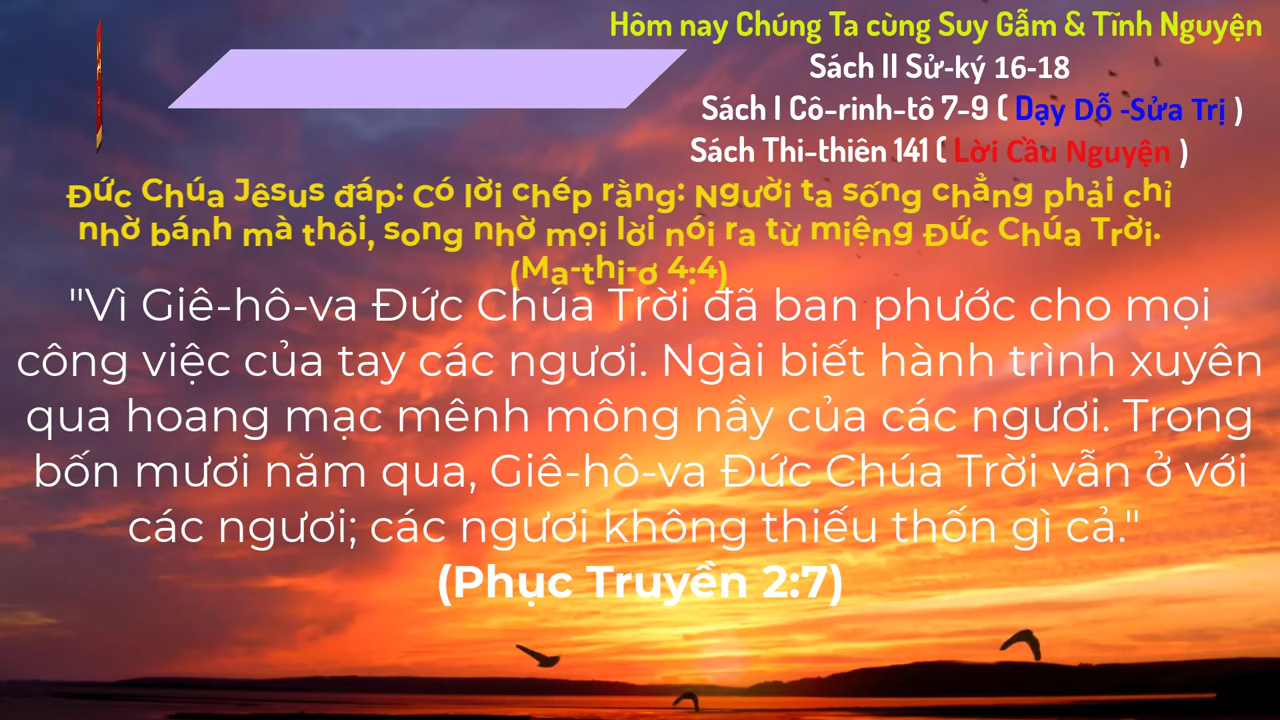 Hôm nay Chúng Ta cùng Suy Gẫm & Tĩnh Nguyện
Sách II Sử-ký 16-18
Sách I Cô-rinh-tô 7-9 ( Dạy Dỗ -Sửa Trị )
Sách Thi-thiên 141 ( Lời Cầu Nguyện )
Đức Chúa Jêsus đáp: Có lời chép rằng: Người ta sống chẳng phải chỉ
nhờ bánh mà thôi, song nhờ mọi lời nói ra từ miệng Đức Chúa Trời.
(Ma-thi-ơ 4:4)
"Vì Giê-hô-va Đức Chúa Trời đã ban phước cho mọi
công việc của tay các ngươi. Ngài biết hành trình xuyên
qua hoang mạc mênh mông nầy của các ngươi. Trong
bốn mươi năm qua, Giê-hô-va Đức Chúa Trời vẫn ở với
các ngươi; các ngươi không thiếu thốn gì cả."
(Phục Truyền 2:7)